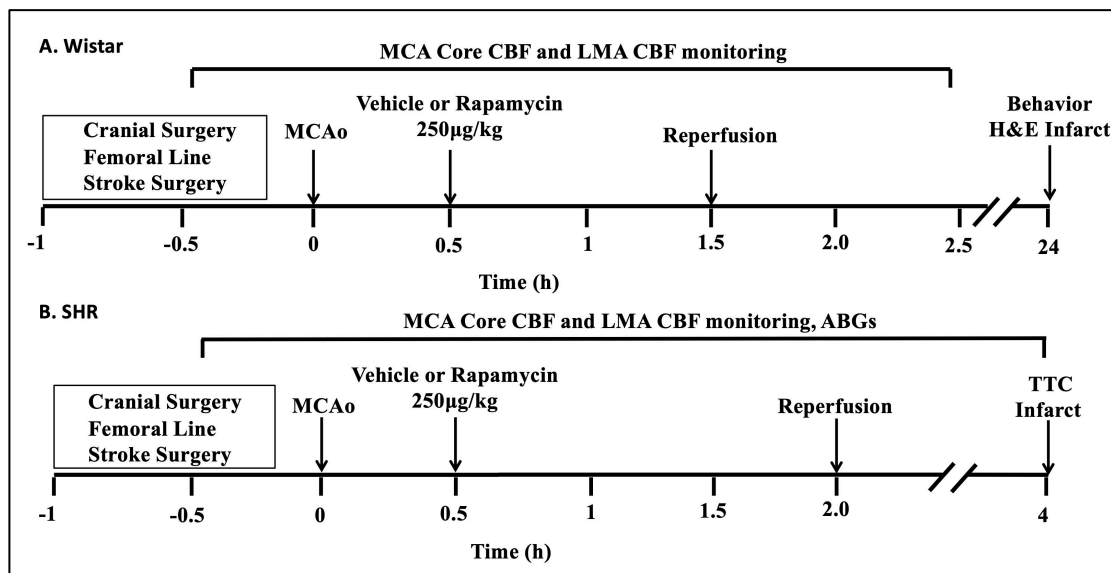 A. Wistar
MCA Core CBF and LMA CBF monitoring
Cranial Surgery
Femoral Line
Stroke Surgery
MCAo
Vehicle or Rapamycin
250µg/kg
Reperfusion
Behavior
H&E Infarct
-1 -0.5 0 0.5 1 1.5 2.0 2.5 24
Time (h)
B. SHR
MCA Core CBF and LMA CBF monitoring, ABGs
Cranial Surgery
Femoral Line
Stroke Surgery
MCAo
Vehicle or Rapamycin
250µg/kg
Reperfusion
TTC
Infarct
-1 -0.5 0 0.5 1 1.5 2.0 4
Time (h)